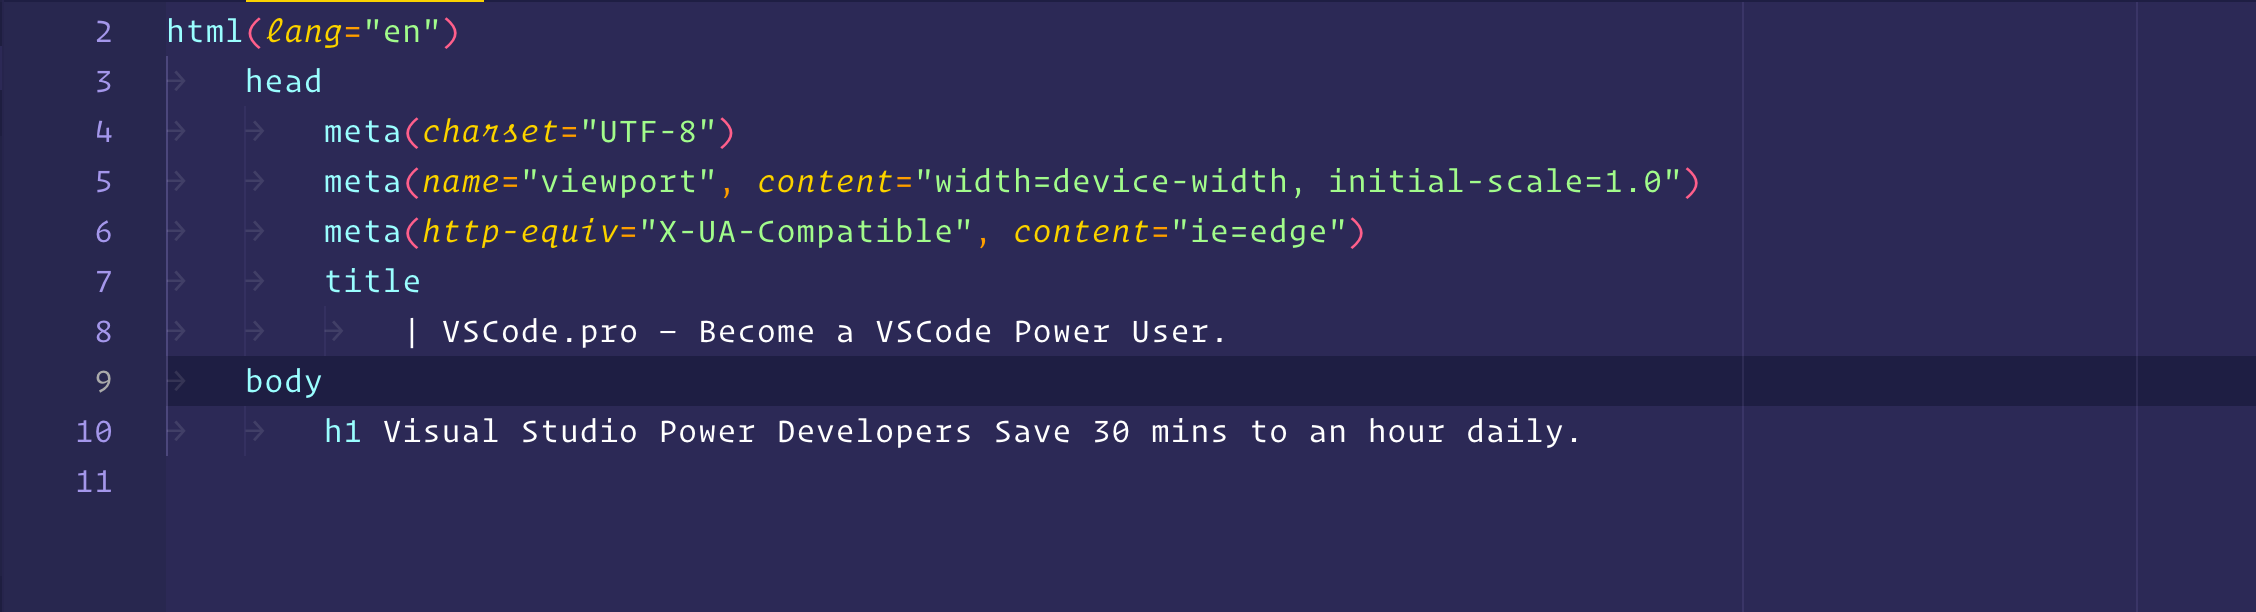 2 html(lang="en")
3 head
4 meta(charset="UTF-8")
5 meta(name="viewport", content="width=device-width, initial-scale=1.0")
6 meta(http-equiv="X-UA-Compatible", content="ie=edge")
7 title
8 | VSCode.pro – Become a VSCode Power User.
9 body
10 h1 Visual Studio Power Developers Save 30 mins to an hour daily.
11